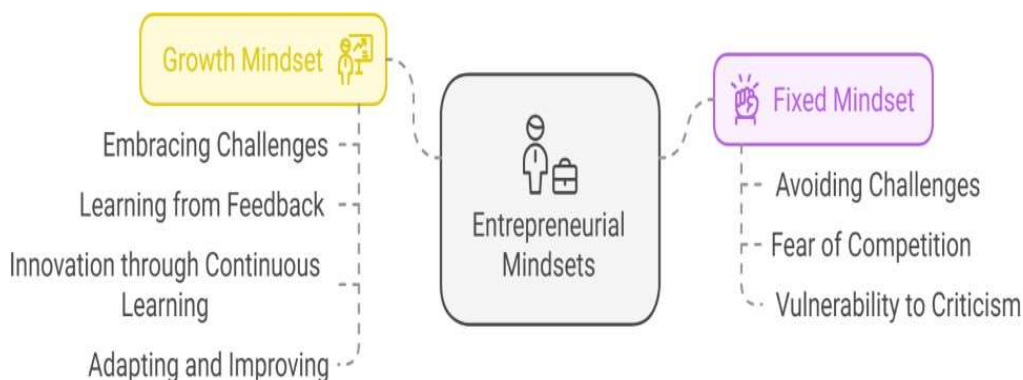 Growth Mindset
Embracing Challenges
Learning from Feedback
Innovation through Continuous
Learning
Adapting and Improving
Entrepreneurial
Mindsets
Fixed Mindset
Avoiding Challenges
Fear of Competition
Vulnerability to Criticism